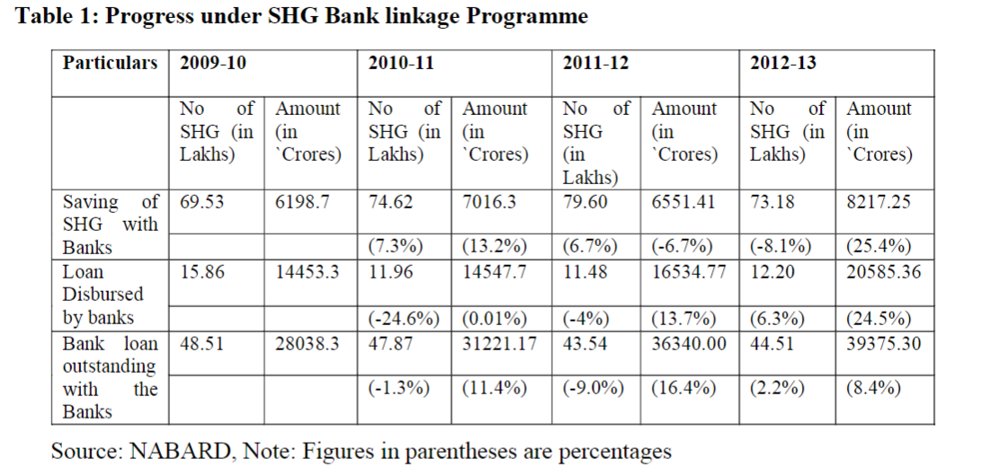 Table 1: Progress under SHG Bank linkage Programme
Particulars 2009-10 2010-11 2011-12 2012-13
No of SHG (in Lakhs) Amount (in `Crores) No of SHG (in Lakhs) Amount (in `Crores) No of SHG (in Lakhs) Amount (in `Crores) No of SHG (in Lakhs) Amount (in `Crores)
Saving of SHG with Banks 69.53 6198.7 74.62 7016.3 79.60 6551.41 73.18 8217.25
(7.3%) (13.2%) (6.7%) (-6.7%) (-8.1%) (25.4%)
Loan Disbursed by banks 15.86 14453.3 11.96 14547.7 11.48 16534.77 12.20 20585.36
(-24.6%) (0.01%) (-4%) (13.7%) (6.3%) (24.5%)
Bank loan outstanding with the Banks 48.51 28038.3 47.87 31221.17 43.54 36340.00 44.51 39375.30
(-1.3%) (11.4%) (-9.0%) (16.4%) (2.2%) (8.4%)
Source: NABARD, Note: Figures in parentheses are percentages